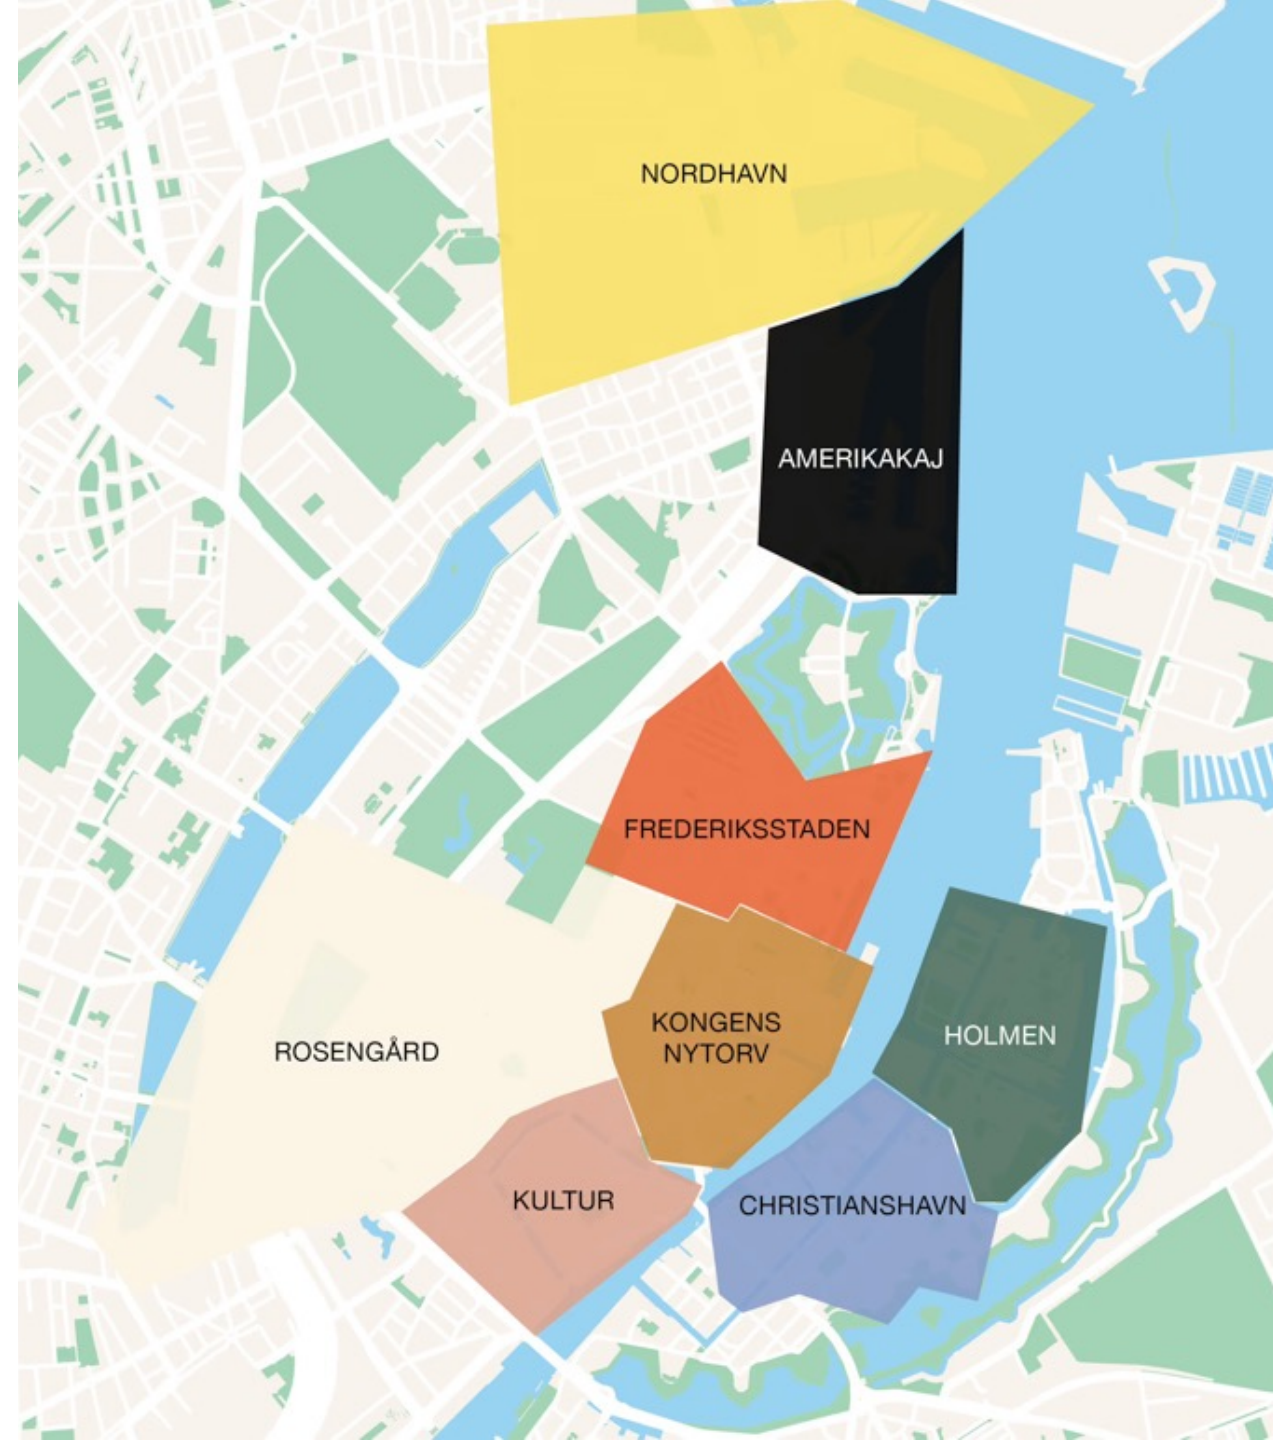 NORDHAVN
AMERIKAKAJ
FREDERIKSSTADEN
KONGENS
NYTORV
HOLMEN
ROSENGÅRD
KULTUR
CHRISTIANSHAVN